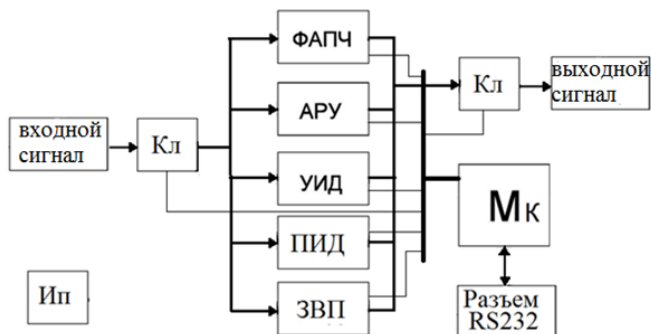 ФАПЧ
АРУ
УИД
ПИД
ЗВП
входной
сигнал
Кл
Кл
выходной
сигнал
Мк
Разъем
RS232
Ип